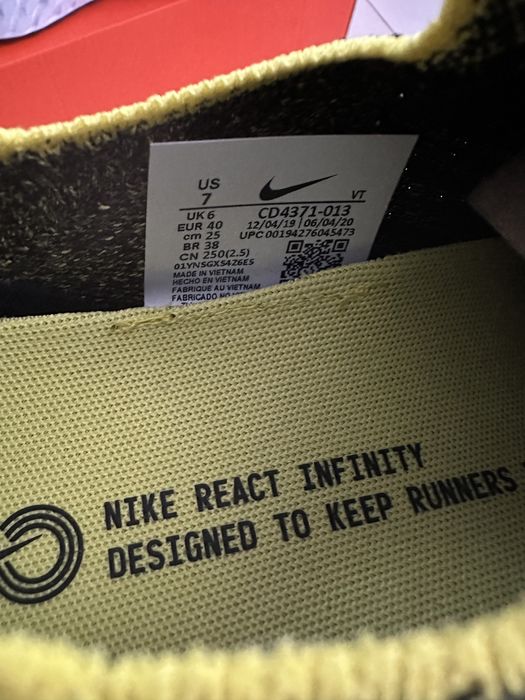 US
7
VT
UK 6
EUR 40
cm 25
BR 38
CN 250(2.5)
CD4371-013
12/04/19 | 06/04/20
UPC 00194276045473
MADE IN VIETNAM
HECHO EN VIETNAM
FABRIQUE AU VIETNAM
FABRICADO NO
NIKE REACT INFINITY
DESIGNED TO KEEP RUNNERS